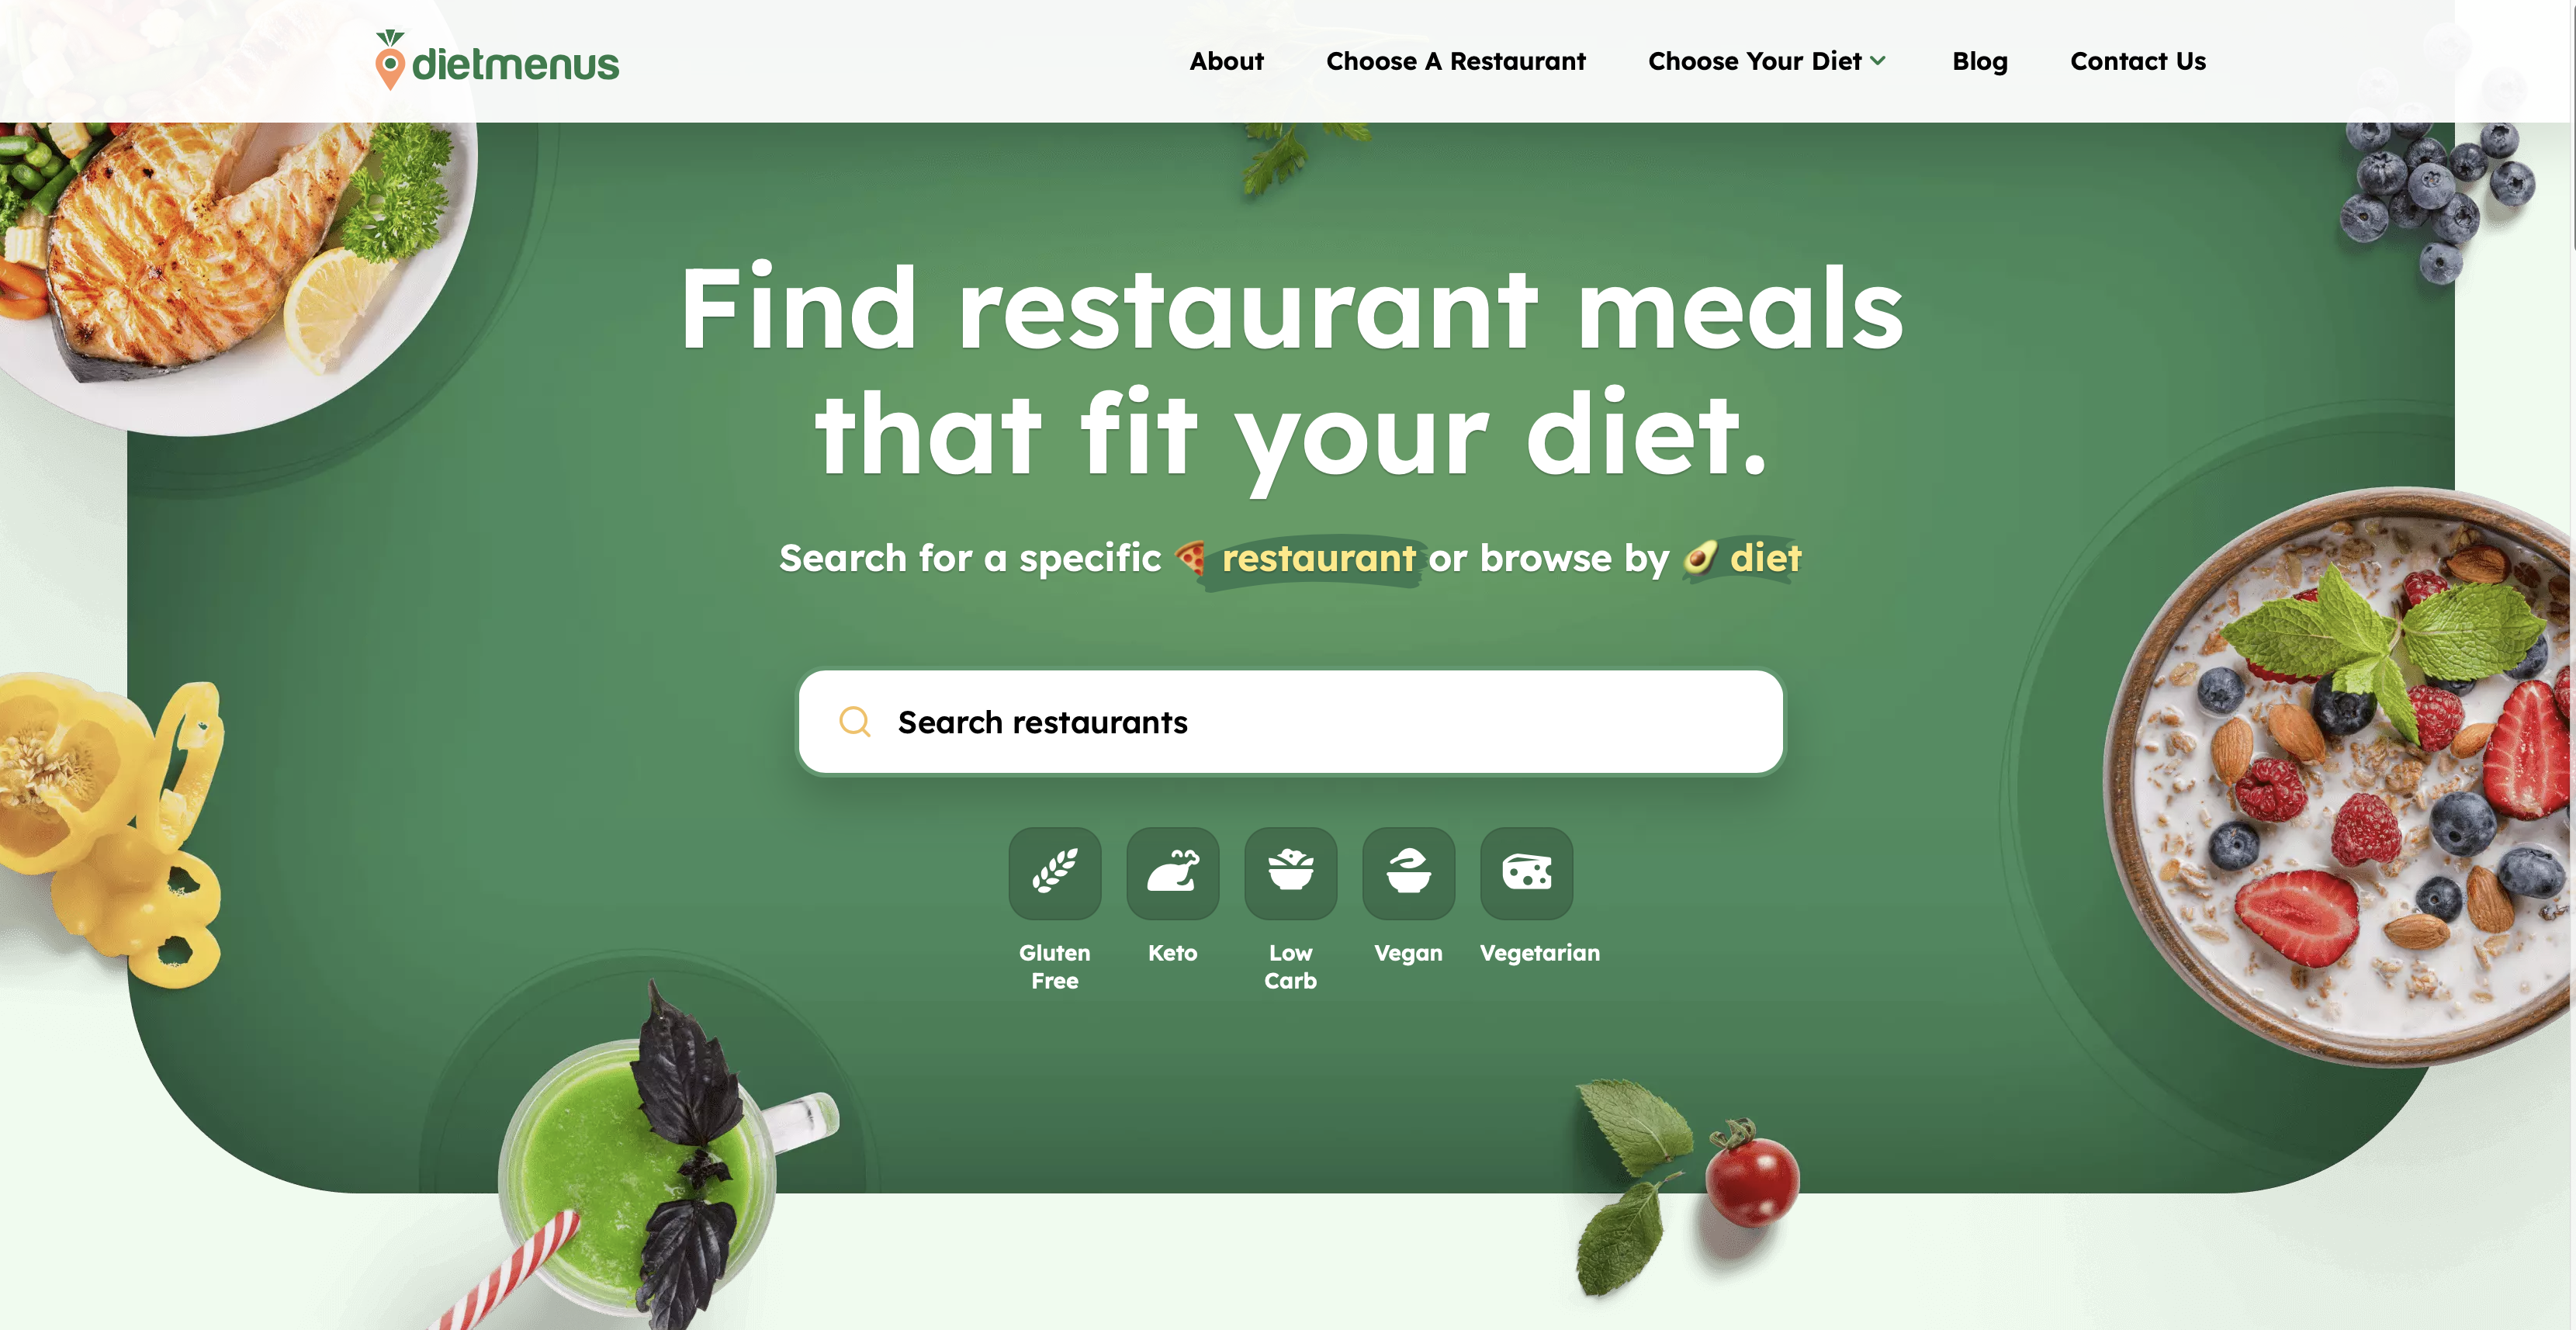 dietmenus
About
Choose A Restaurant
Choose Your Diet
Blog
Contact Us
Find restaurant meals
that fit your diet.
Search for a specific 🍕 restaurant or browse by 🥑 diet
Search restaurants
Gluten
Free
Keto
Low
Carb
Vegan
Vegetarian